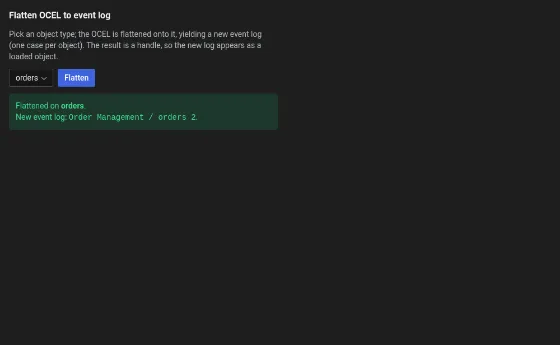 Flatten OCEL to event log
Pick an object type; the OCEL is flattened onto it, yielding a new event log
(one case per object). The result is a handle, so the new log appears as a
loaded object.
orders Flatten
Flattened on orders.
New event log: Order Management / orders 2.